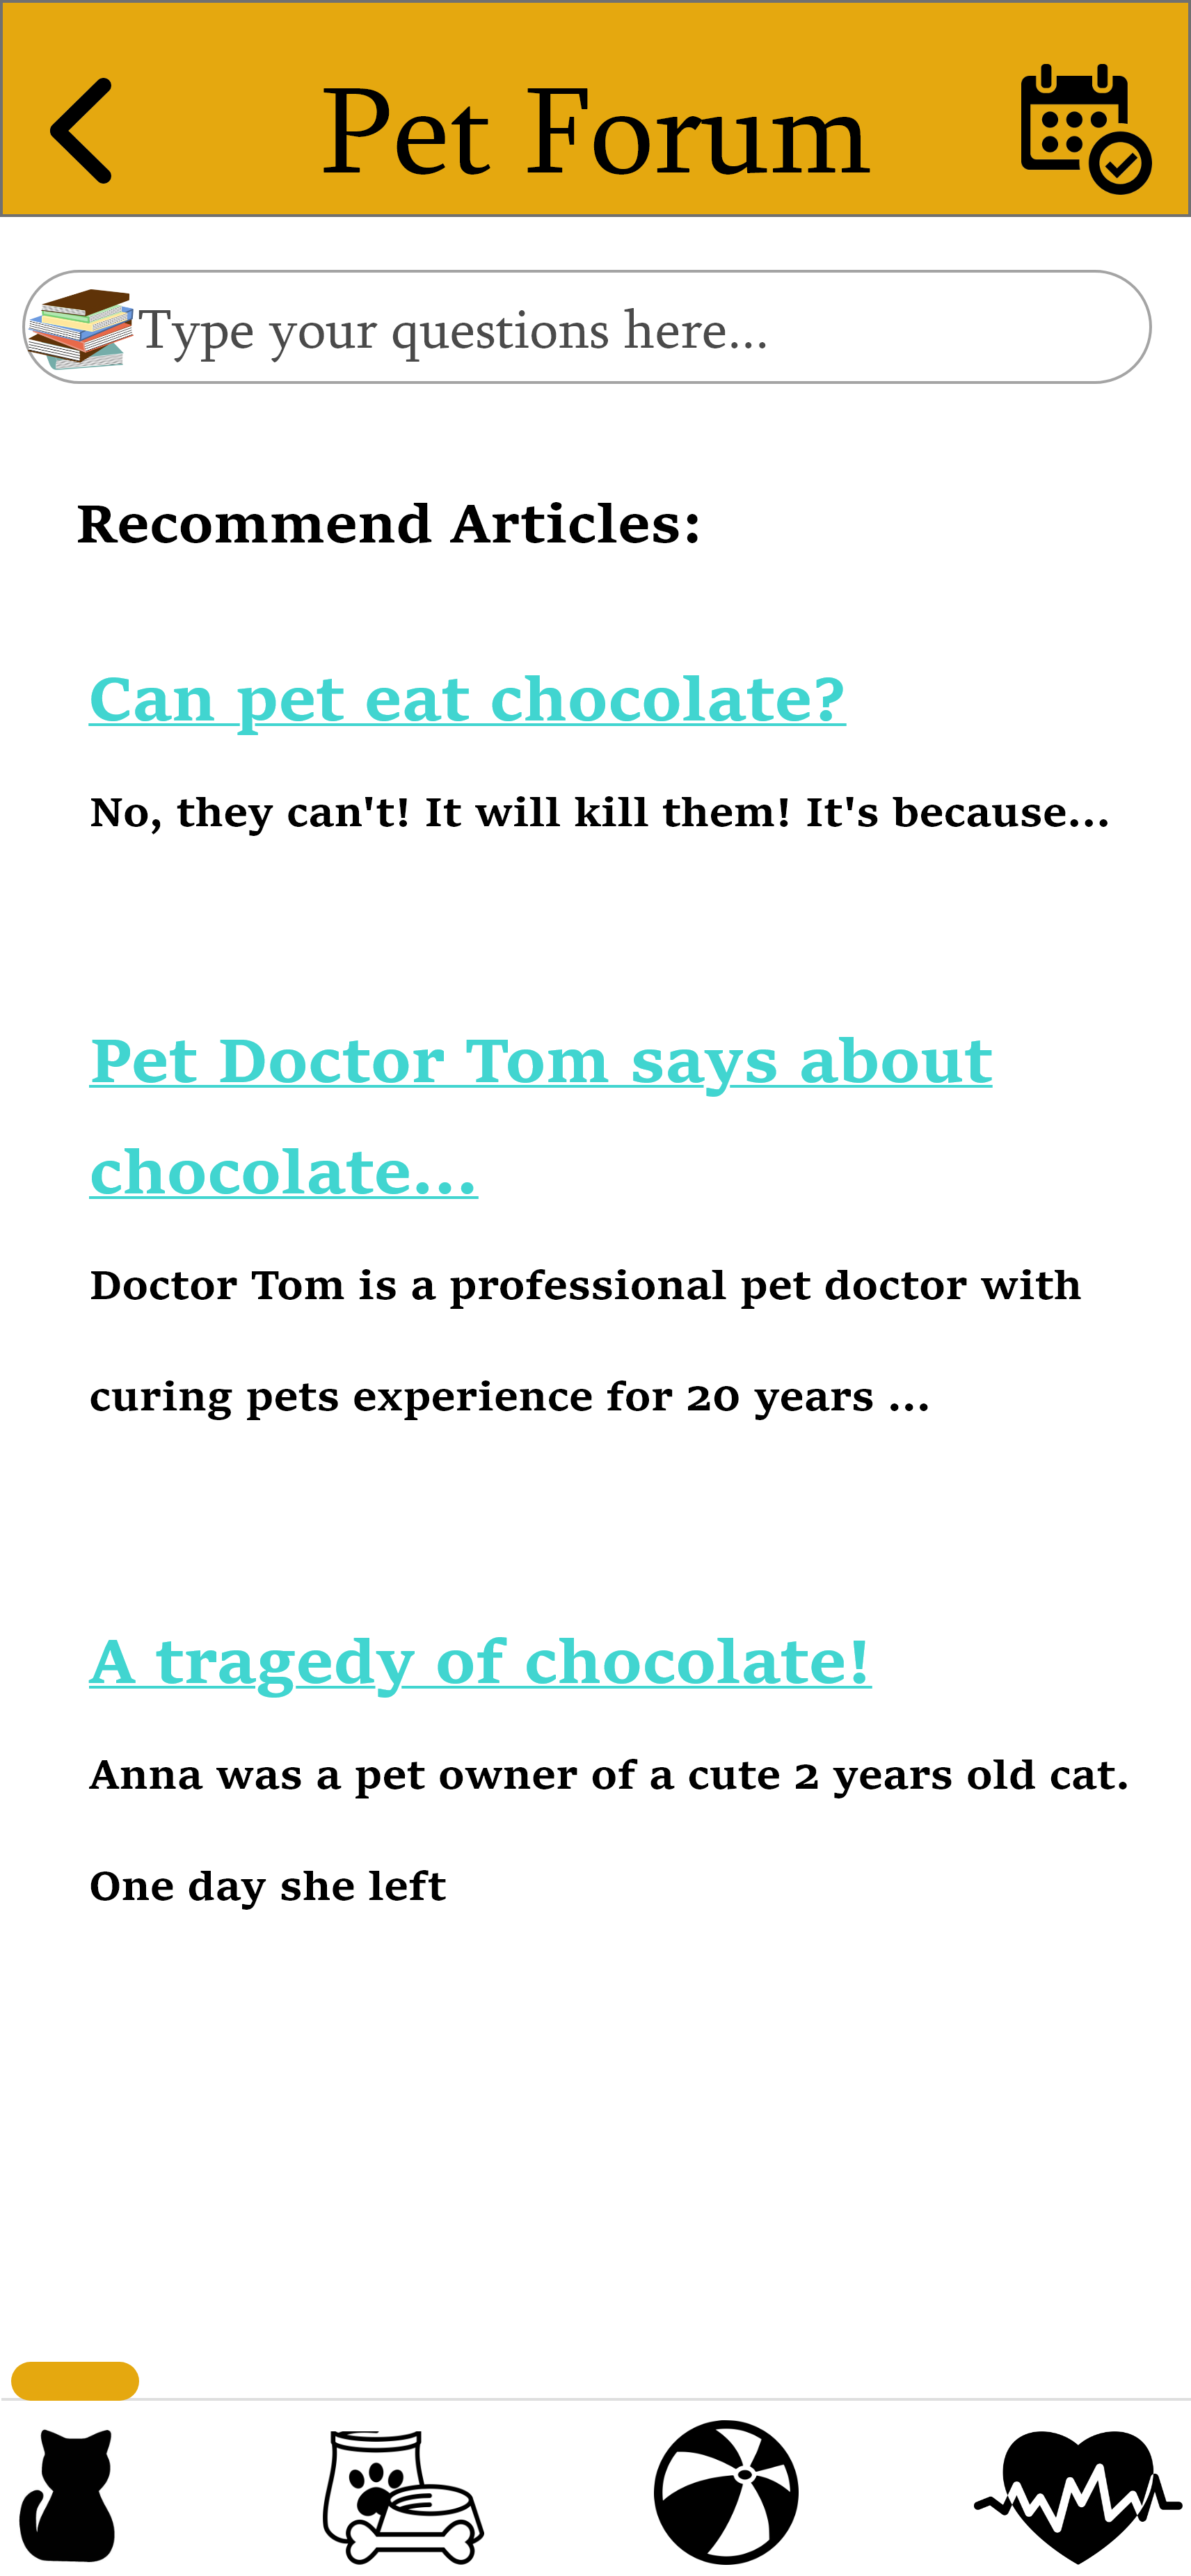 Pet Forum
Type your questions here...
Recommend Articles:
Can pet eat chocolate?
No, they can't! It will kill them! It's because...
Pet Doctor Tom says about
chocolate...
Doctor Tom is a professional pet doctor with
curing pets experience for 20 years ...
A tragedy of chocolate!
Anna was a pet owner of a cute 2 years old cat.
One day she left